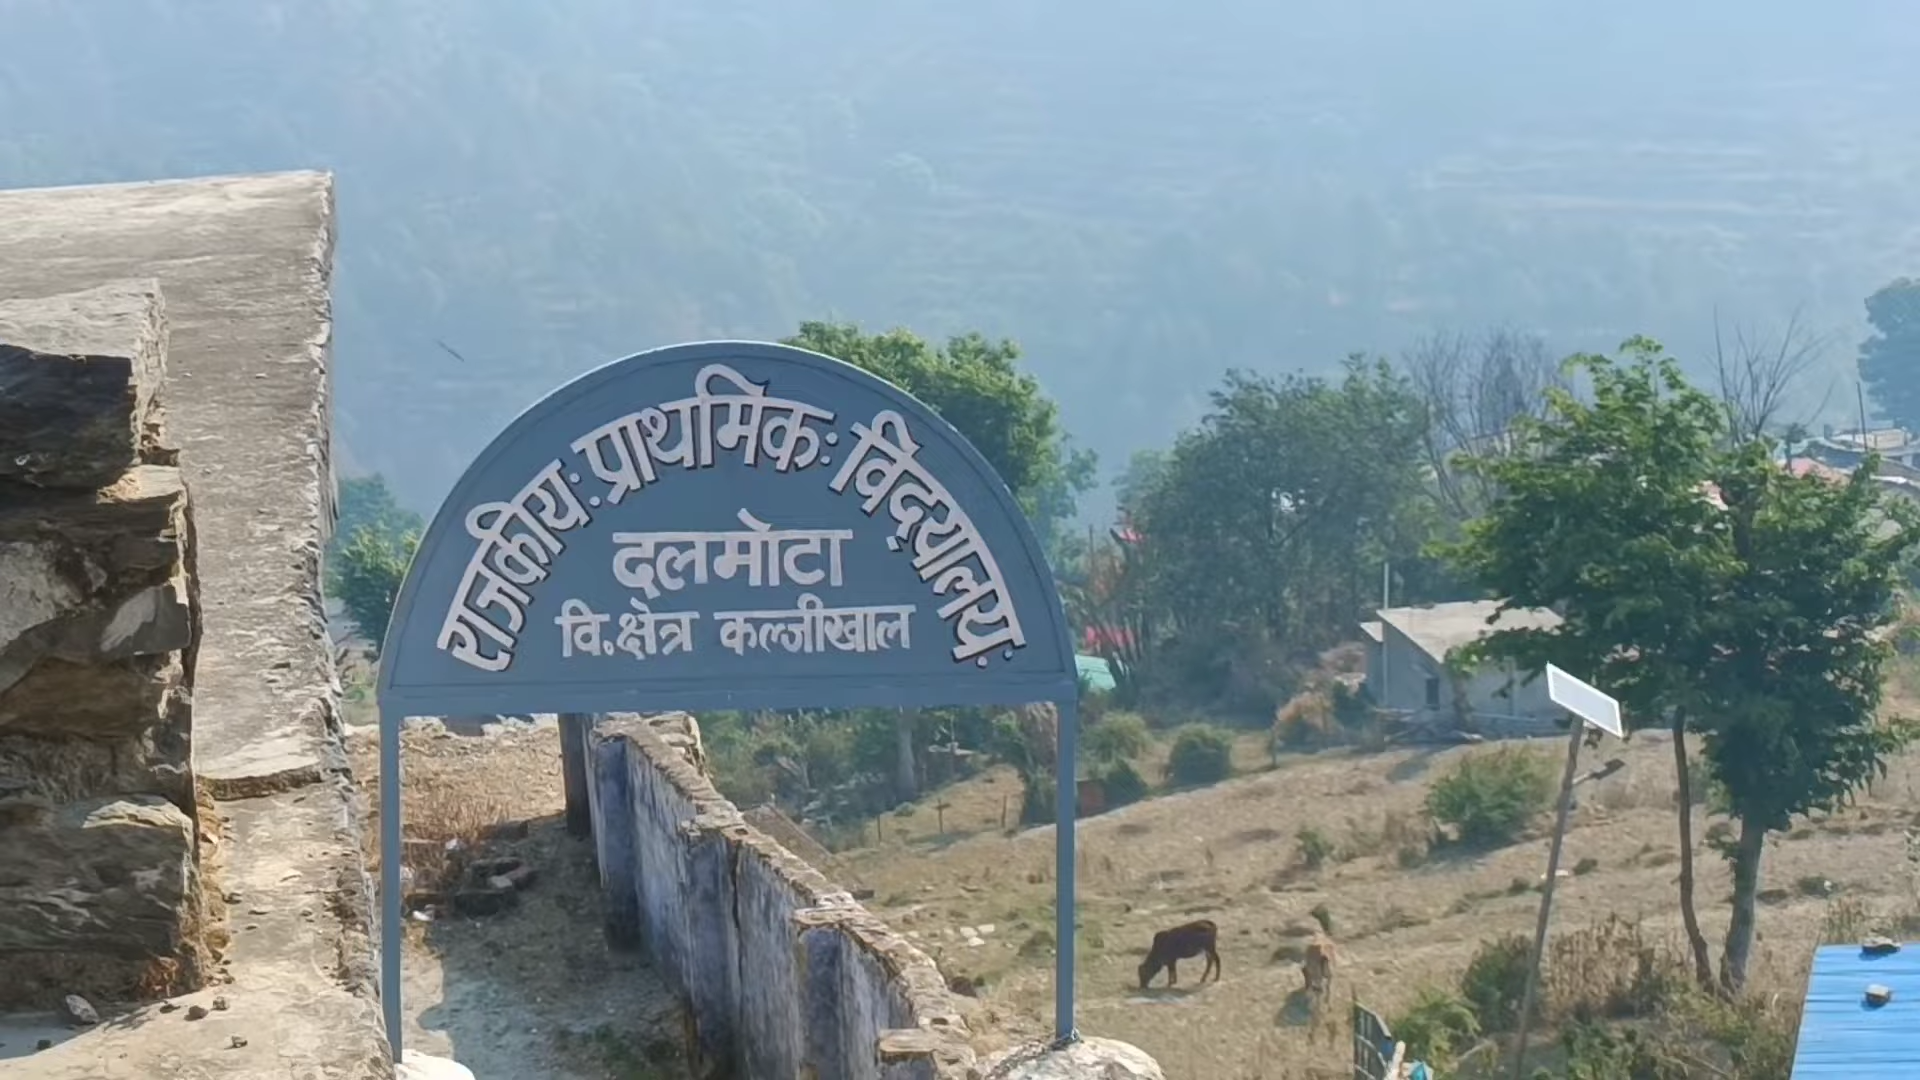 राजकीयः प्राथमिकः विद्यालयः
दलमोटा
वि.क्षेत्र कल्जीखाल